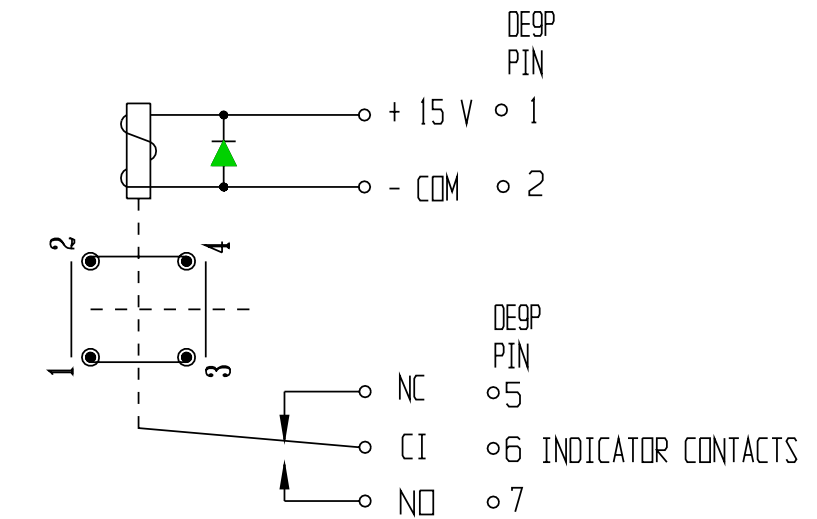 DE9P
PIN
+ 15 V 1
- COM 2
2 4
1 3
DE9P
PIN
NC 5
CI 6 INDICATOR CONTACTS
NO 7